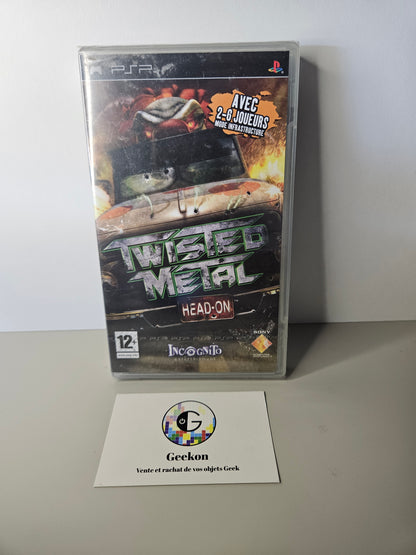 PSP
AVEC
2-6 JOUEURS
MODE INFRASTRUCTURE
TWISTED
METAL
HEAD-ON
12+
SONY
INCOGNITO
G
Geekon
Vente et rachat de vos objets Geek